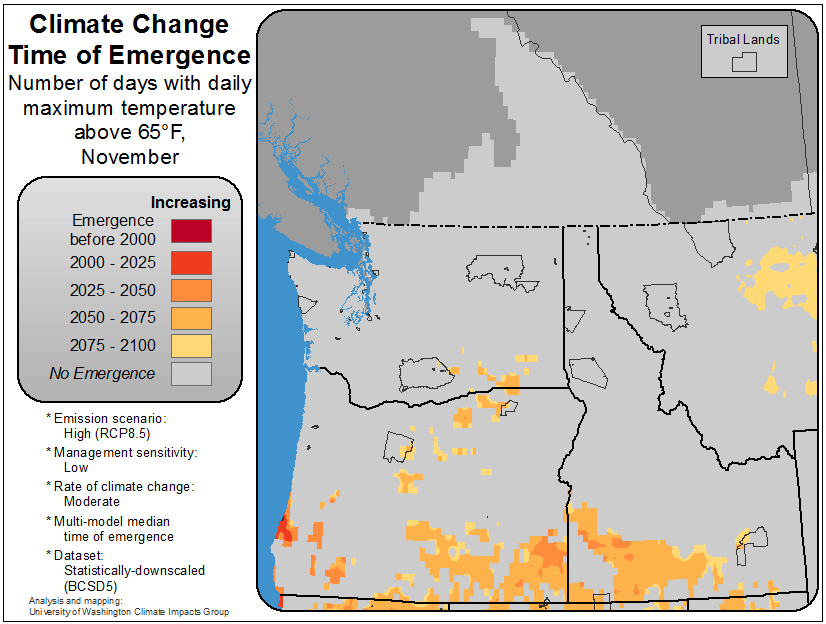 Climate Change
Time of Emergence
Number of days with daily
maximum temperature
above 65°F,
November
Increasing
Emergence
before 2000
2000 - 2025
2025 - 2050
2050 - 2075
2075 - 2100
No Emergence
* Emission scenario:
High (RCP8.5)
* Management sensitivity:
Low
* Rate of climate change:
Moderate
* Multi-model median
time of emergence
* Dataset:
Statistically-downscaled
(BCSD5)
Analysis and mapping:
University of Washington Climate Impacts Group
Tribal Lands